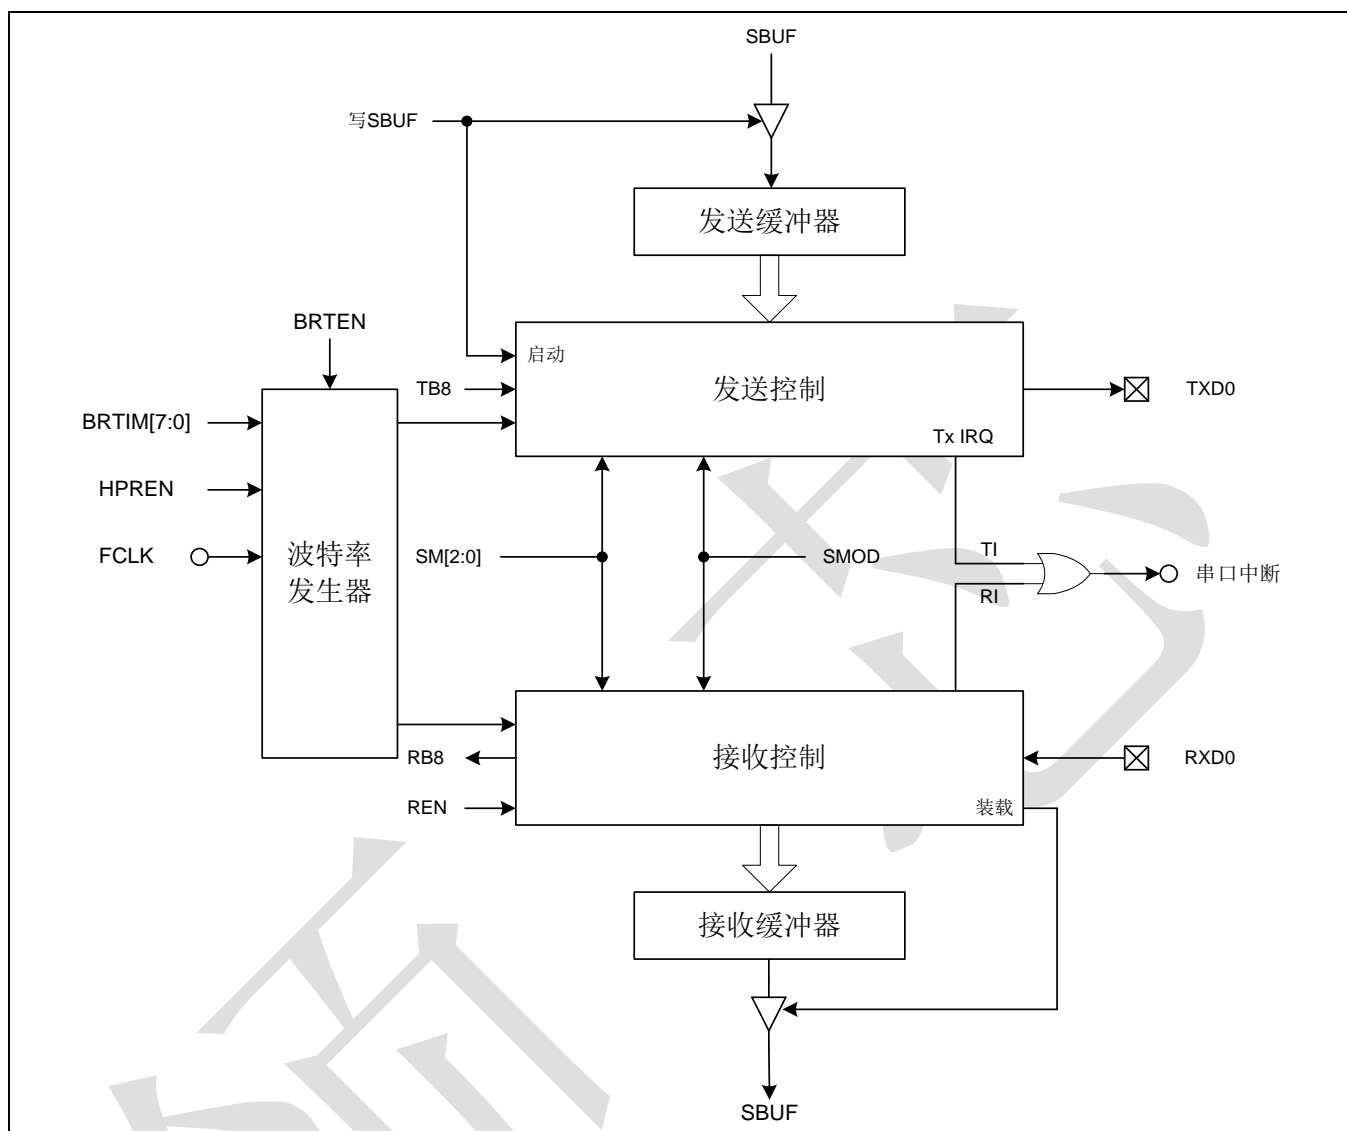 SBUF
写SBUF
发送缓冲器
BRTEN
启动
TB8
发送控制
TXD0
BRTIM[7:0]
Tx IRQ
HPREN
FCLK
波特率
发生器
SM[2:0]
SMOD
TI
RI
串口中断
RB8
接收控制
RXD0
REN
装载
接收缓冲器
SBUF